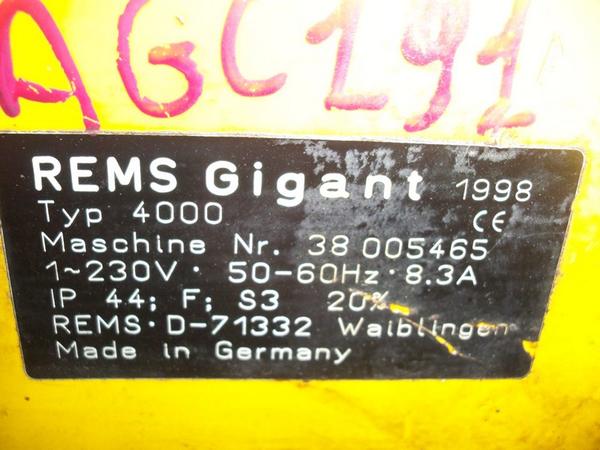 AGC191
REMS Gigant 1998
Typ 4000 CE
Maschine Nr. 38 005465
1~230V · 50-60Hz · 8.3A
IP 44; F; S3 20%
REMS · D-71332 Waiblingen
Made in Germany